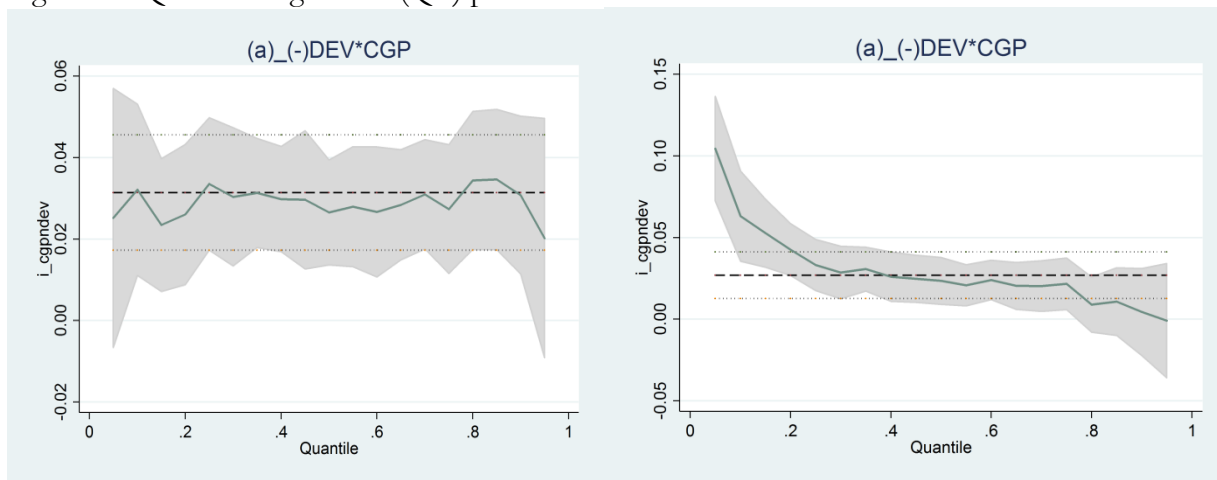 (a)_(-)DEV*CGP
i_cgpndev
0.06
0.04
0.02
0.00
-0.02
0 .2 .4 .6 .8 1
Quantile
(a)_(-)DEV*CGP
i_cgpndev
0.15
0.10
0.05
0.00
-0.05
0 .2 .4 .6 .8 1
Quantile